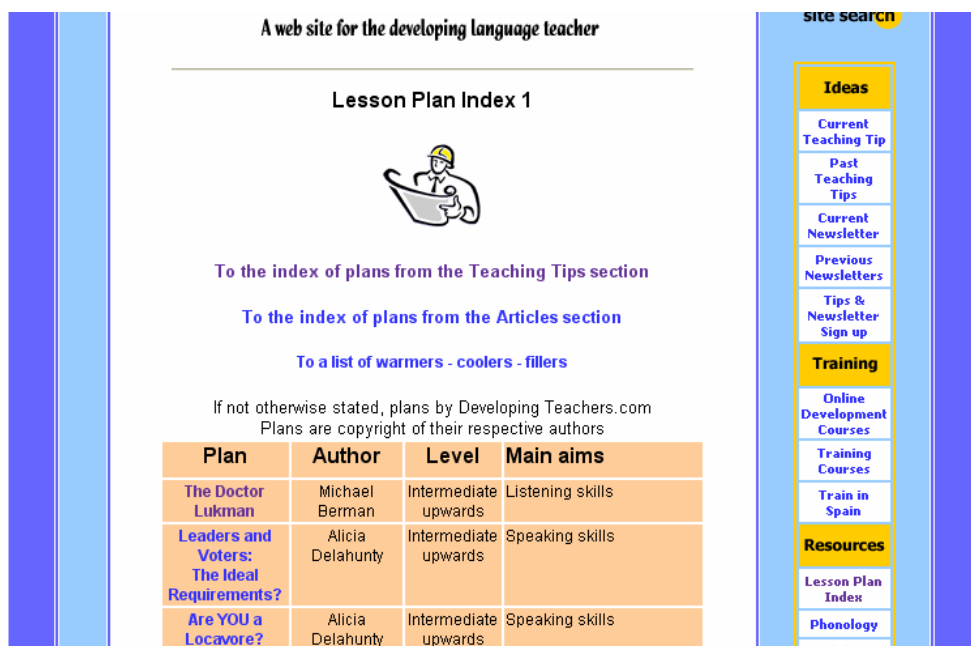 A web site for the developing language teacher
Lesson Plan Index 1
To the index of plans from the Teaching Tips section
To the index of plans from the Articles section
To a list of warmers - coolers - fillers
If not otherwise stated, plans by Developing Teachers.com
Plans are copyright of their respective authors
Plan Author Level Main aims
The Doctor Michael Intermediate Listening skills
Lukman Berman upwards
Leaders and Alicia Intermediate Speaking skills
Voters: Delahunty upwards
The Ideal
Requirements?
Are YOU a Alicia Intermediate Speaking skills
Locavore? Delahunty upwards
site search
Ideas
Current
Teaching Tip
Past
Teaching
Tips
Current
Newsletter
Previous
Newsletters
Tips &
Newsletter
Sign up
Training
Online
Development
Courses
Training
Courses
Train in
Spain
Resources
Lesson Plan
Index
Phonology